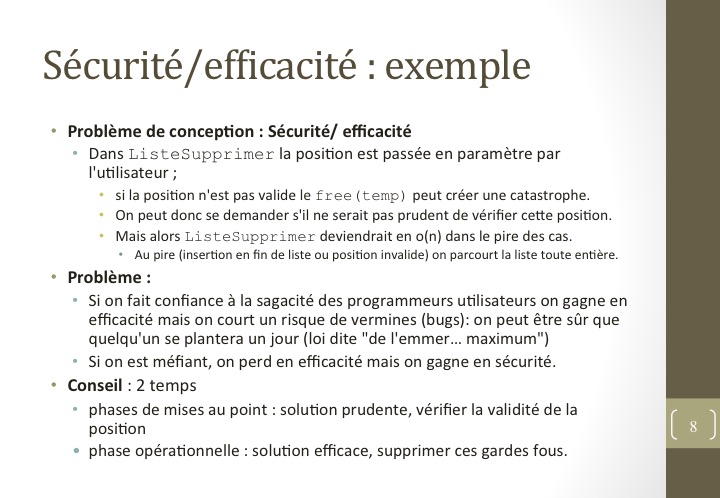 Sécurité/efficacité : exemple
• Problème de conception : Sécurité/ efficacité
• Dans ListeSupprimer la position est passée en paramètre par
l'utilisateur ;
• si la position n'est pas valide le free(temp) peut créer une catastrophe.
• On peut donc se demander s'il ne serait pas prudent de vérifier cette position.
• Mais alors ListeSupprimer deviendrait en o(n) dans le pire des cas.
• Au pire (insertion en fin de liste ou position invalide) on parcourt la liste toute entière.
• Problème :
• Si on fait confiance à la sagacité des programmeurs utilisateurs on gagne en
efficacité mais on court un risque de vermines (bugs): on peut être sûr que
quelqu'un se plantera un jour (loi dite "de l'emmer... maximum")
• Si on est méfiant, on perd en efficacité mais on gagne en sécurité.
• Conseil : 2 temps
• phases de mises au point : solution prudente, vérifier la validité de la
position
• phase opérationnelle : solution efficace, supprimer ces gardes fous.
8